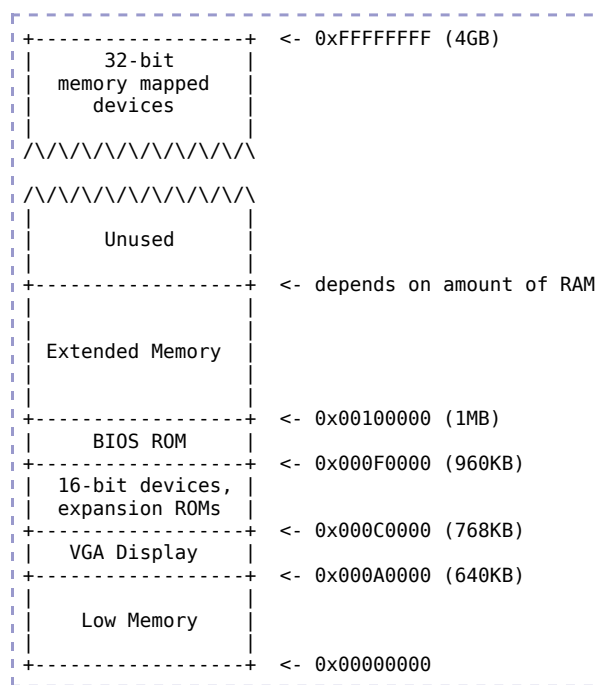 +------------------+  <- 0xFFFFFFFF (4GB)
|      32-bit      |
|  memory mapped   |
|     devices      |
|                  |
/\/\/\/\/\/\/\/\/\/\
/\/\/\/\/\/\/\/\/\/\
|                  |
|      Unused      |
|                  |
+------------------+  <- depends on amount of RAM
|                  |
|                  |
| Extended Memory  |
|                  |
|                  |
+------------------+  <- 0x00100000 (1MB)
|     BIOS ROM     |
+------------------+  <- 0x000F0000 (960KB)
|  16-bit devices, |
|  expansion ROMs  |
+------------------+  <- 0x000C0000 (768KB)
|   VGA Display    |
+------------------+  <- 0x000A0000 (640KB)
|                  |
|    Low Memory    |
|                  |
+------------------+  <- 0x00000000